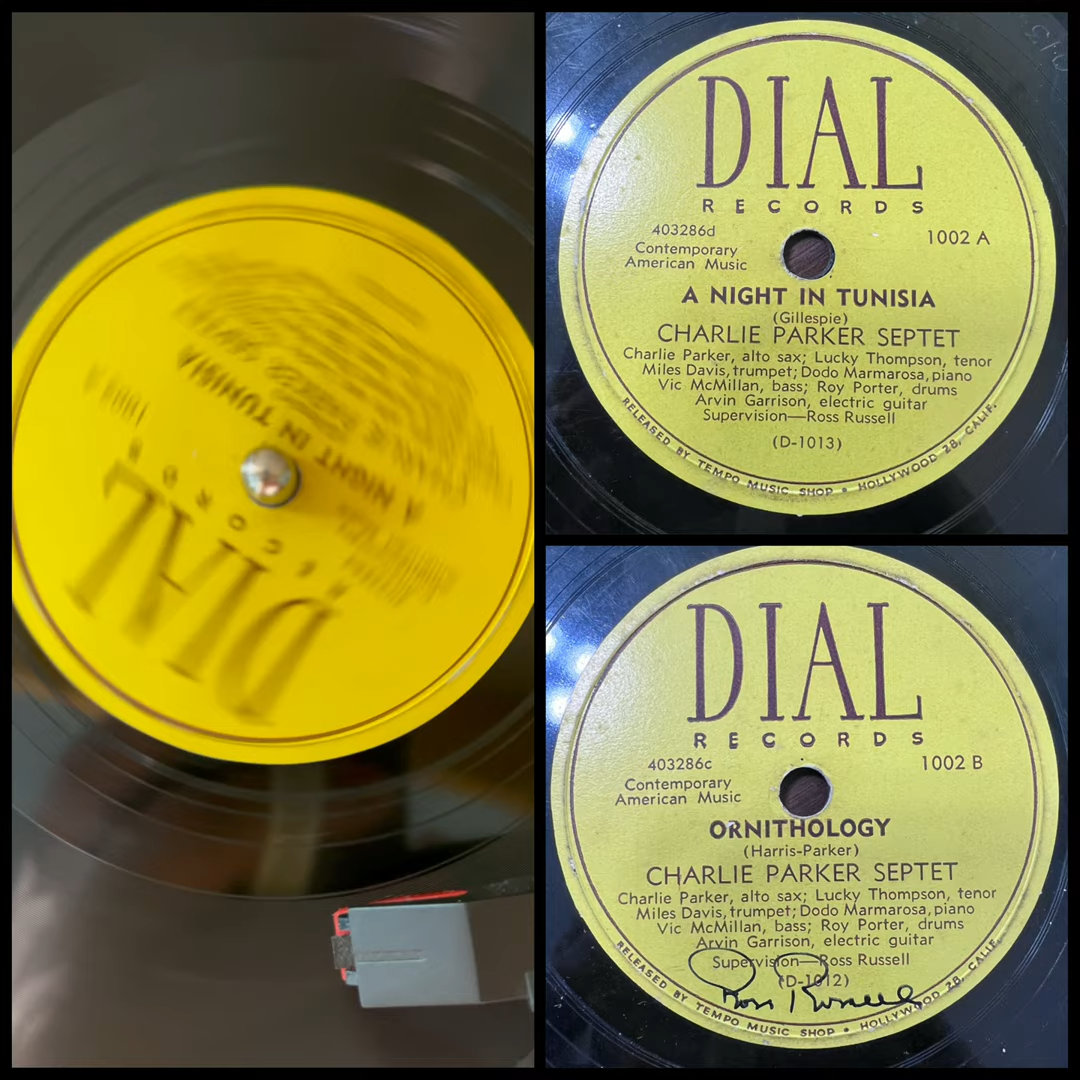 DIAL
A NIGHT IN TUNISIA
DIAL
RECORDS
403286d
1002 A
Contemporary
American Music
A NIGHT IN TUNISIA
(Gillespie)
CHARLIE PARKER SEPTET
Charlie Parker, alto sax; Lucky Thompson, tenor
Miles Davis, trumpet; Dodo Marmarosa, piano
Vic McMillan, bass; Roy Porter, drums
Arvin Garrison, electric guitar
Supervision—Ross Russell
(D-1013)
RELEASED BY TEMPO MUSIC SHOP • HOLLYWOOD 28, CALIF.
DIAL
RECORDS
403286c
1002 B
Contemporary
American Music
ORNITHOLOGY
(Harris-Parker)
CHARLIE PARKER SEPTET
Charlie Parker, alto sax; Lucky Thompson, tenor
Miles Davis, trumpet; Dodo Marmarosa, piano
Vic McMillan, bass; Roy Porter, drums
Arvin Garrison, electric guitar
Supervision—Ross Russell
(D-1012)
Ross Russell
RELEASED BY TEMPO MUSIC SHOP • HOLLYWOOD 28, CALIF.